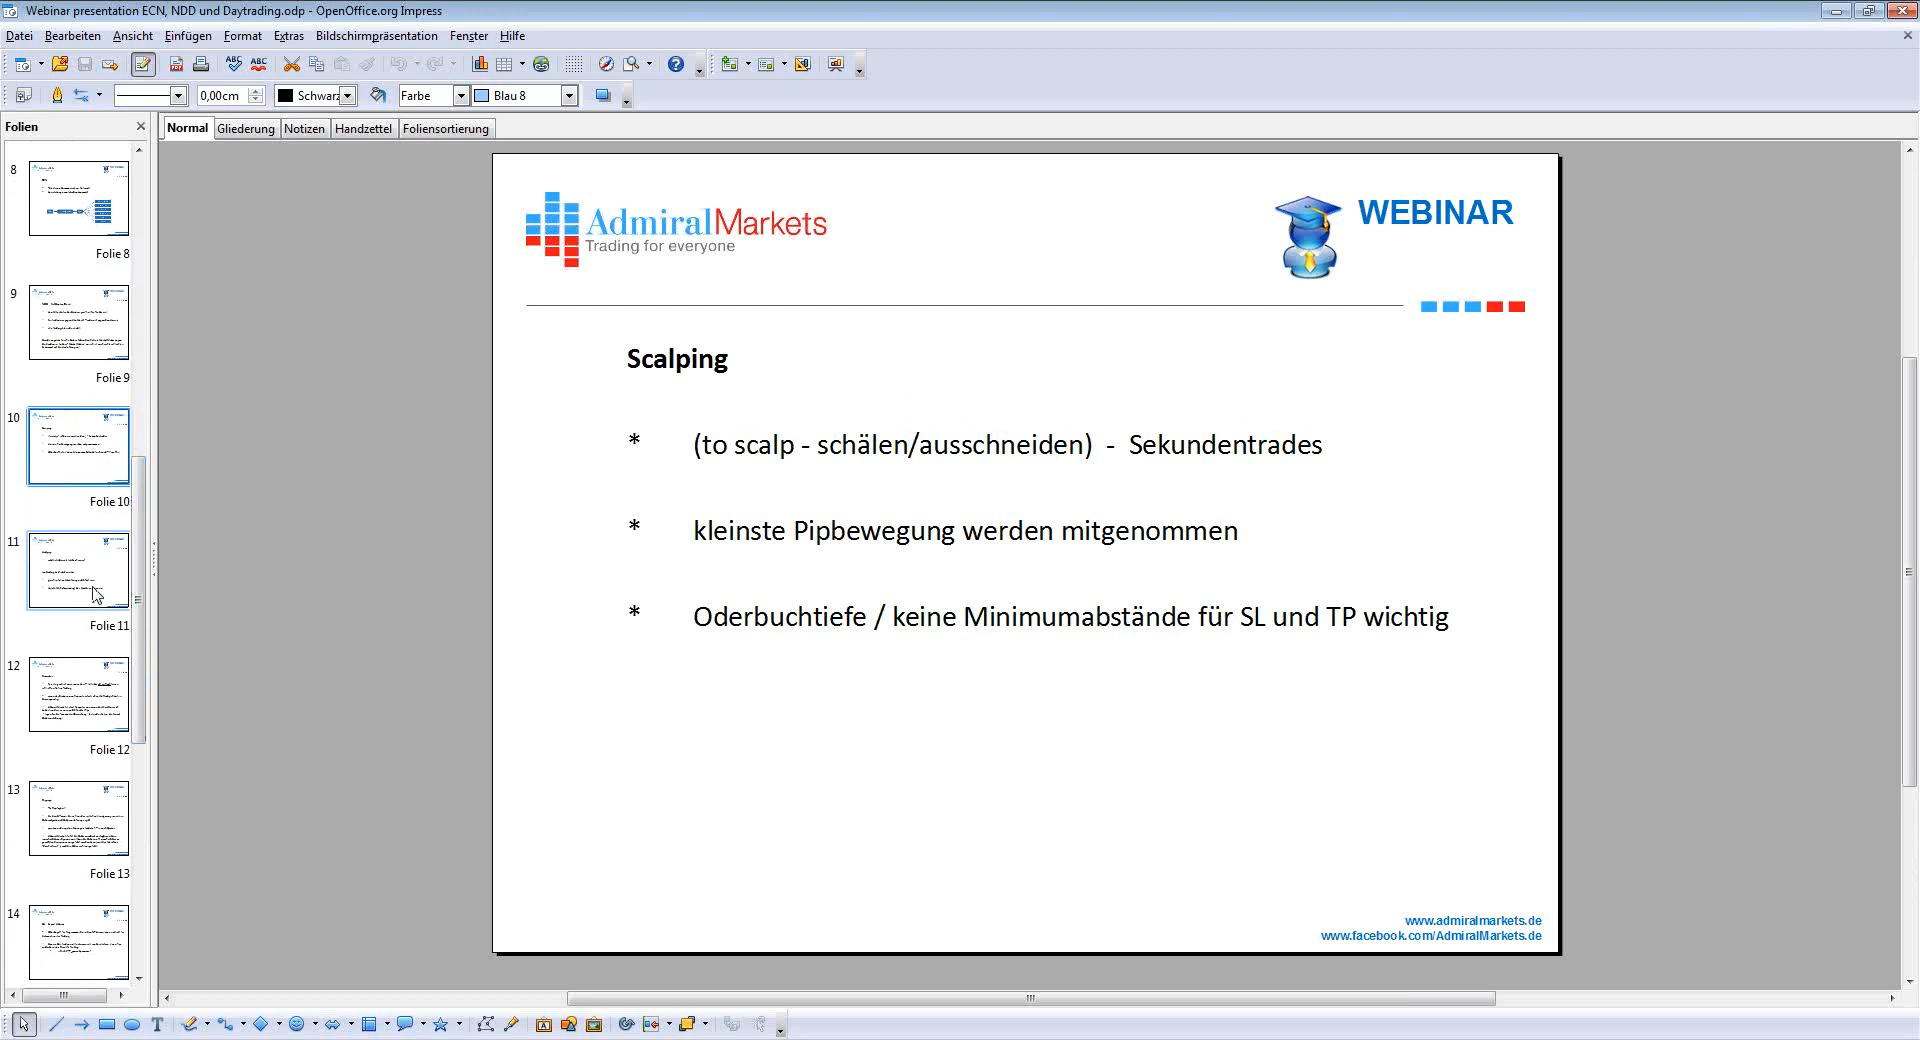 Webinar presentation ECN, NDD und Daytrading.odp - OpenOffice.org Impress
Datei Bearbeiten Ansicht Einfügen Format Extras Bildschirmpräsentation Fenster Hilfe
0,00cm Schwarz Farbe Blau 8
Folien
Normal Gliederung Notizen Handzettel Foliensortierung
8
Folie 8
9
Folie 9
10
Folie 10
11
Folie 11
12
Folie 12
13
Folie 13
14
AdmiralMarkets
Trading for everyone
WEBINAR
Scalping
* (to scalp - schälen/ausschneiden) - Sekundentrades
* kleinste Pipbewegung werden mitgenommen
* Oderbuchtiefe / keine Minimumabstände für SL und TP wichtig
www.admiralmarkets.de
www.facebook.com/AdmiralMarkets.de